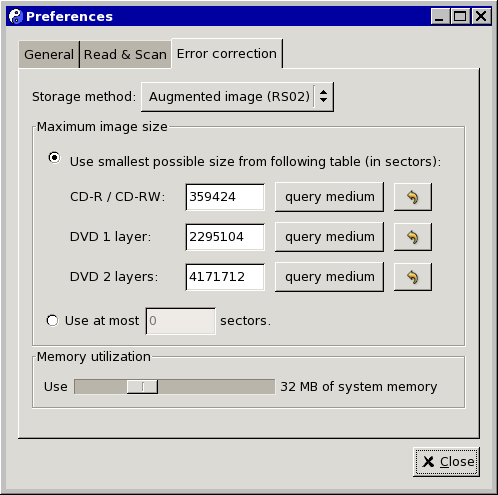 Preferences
General Read & Scan Error correction
Storage method: Augmented image (RS02)
Maximum image size
Use smallest possible size from following table (in sectors):
CD-R / CD-RW: 359424 query medium
DVD 1 layer: 2295104 query medium
DVD 2 layers: 4171712 query medium
Use at most 0 sectors.
Memory utilization
Use 32 MB of system memory
Close